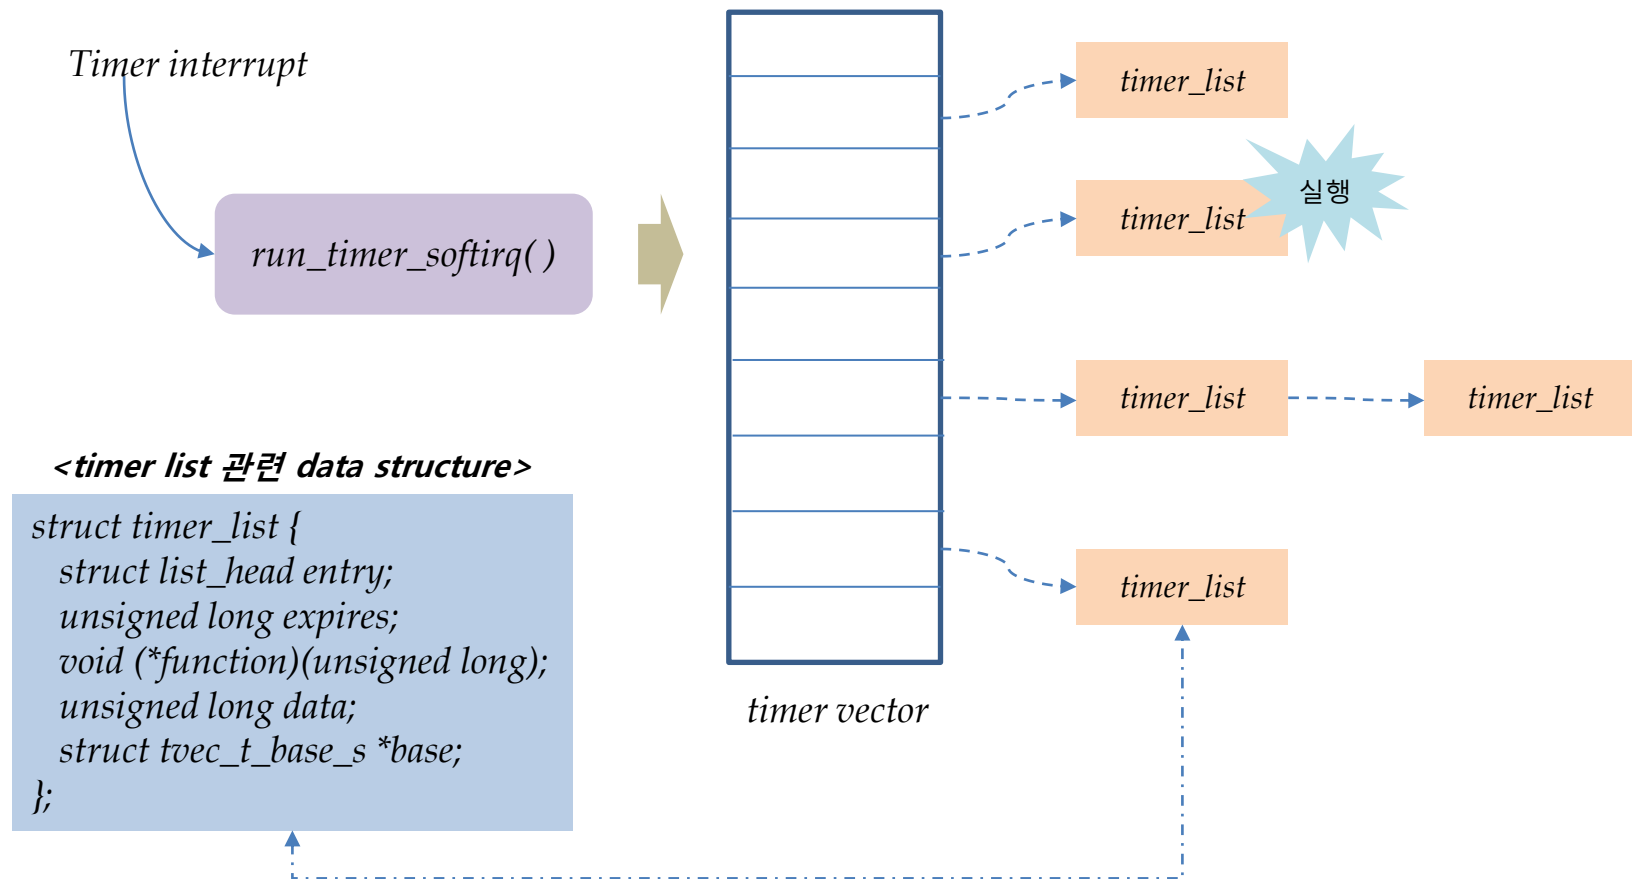 Timer interrupt
run_timer_softirq( )
timer_list
timer_list
실행
timer_list
timer_list
timer_list
timer vector
<timer list 관련 data structure>
struct timer_list {
struct list_head entry;
unsigned long expires;
void (*function)(unsigned long);
unsigned long data;
struct tvec_t_base_s *base;
};